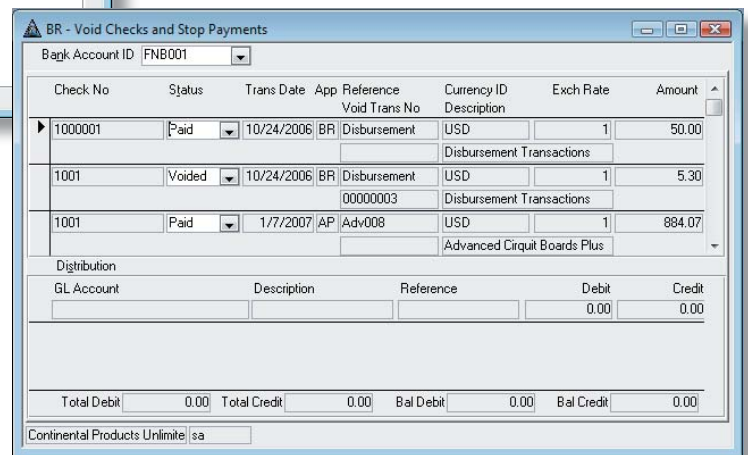 BR - Void Checks and Stop Payments
Bank Account ID FNB001
Check No Status Trans Date App Reference Currency ID Exch Rate Amount
Void Trans No Description
1000001 Paid 10/24/2006 BR Disbursement USD 1 50.00
Disbursement Transactions
1001 Voided 10/24/2006 BR Disbursement USD 1 5.30
00000003 Disbursement Transactions
1001 Paid 1/7/2007 AP Adv008 USD 1 884.07
Advanced Cirquit Boards Plus
Distribution
GL Account Description Reference Debit Credit
0.00 0.00
Total Debit 0.00 Total Credit 0.00 Bal Debit 0.00 Bal Credit 0.00
Continental Products Unlimite sa